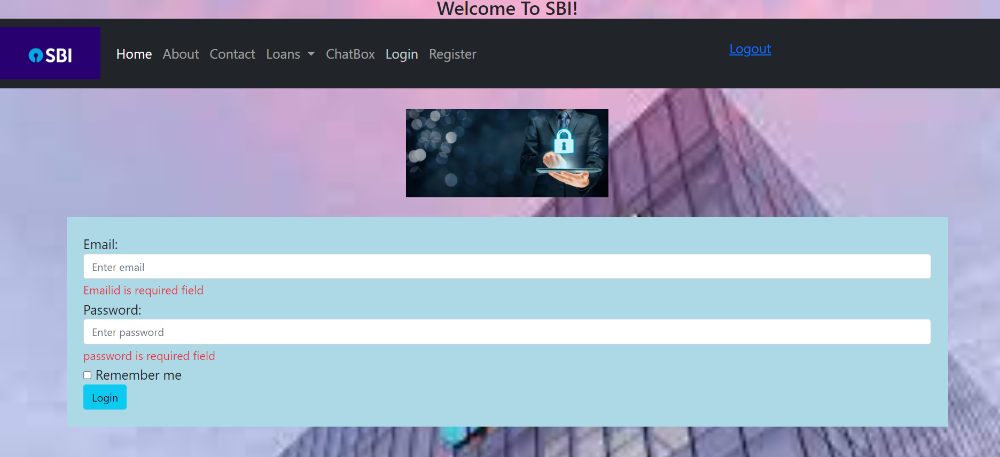 Welcome To SBI!
SBI Home About Contact Loans ChatBox Login Register Logout
Email:
Enter email
Emailid is required field
Password:
Enter password
password is required field
Remember me
Login